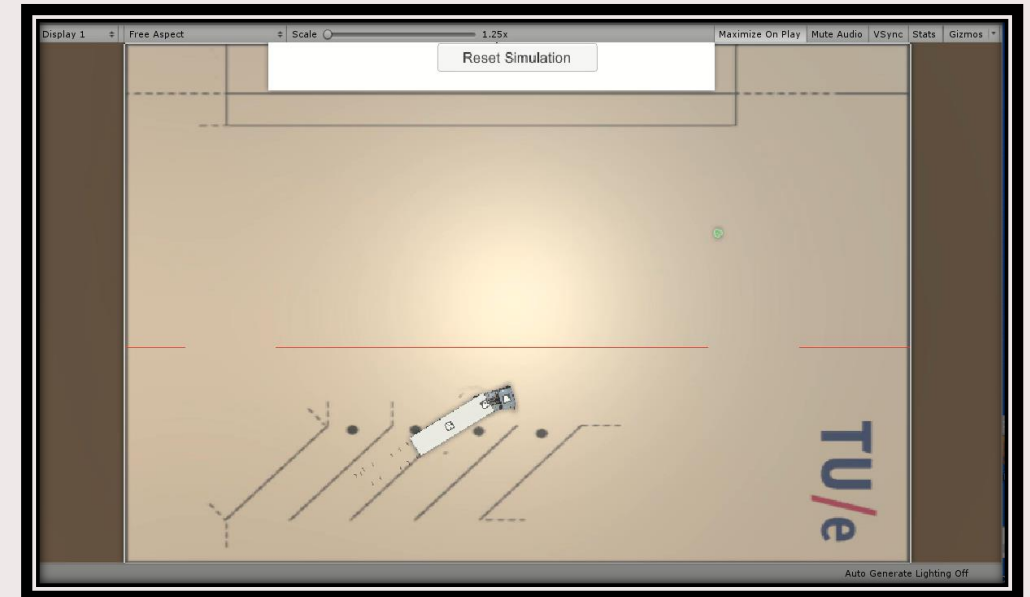 Display 1 Free Aspect Scale 1.25x Maximize On Play Mute Audio VSync Stats Gizmos
Reset Simulation
TU/e
Auto Generate Lighting Off